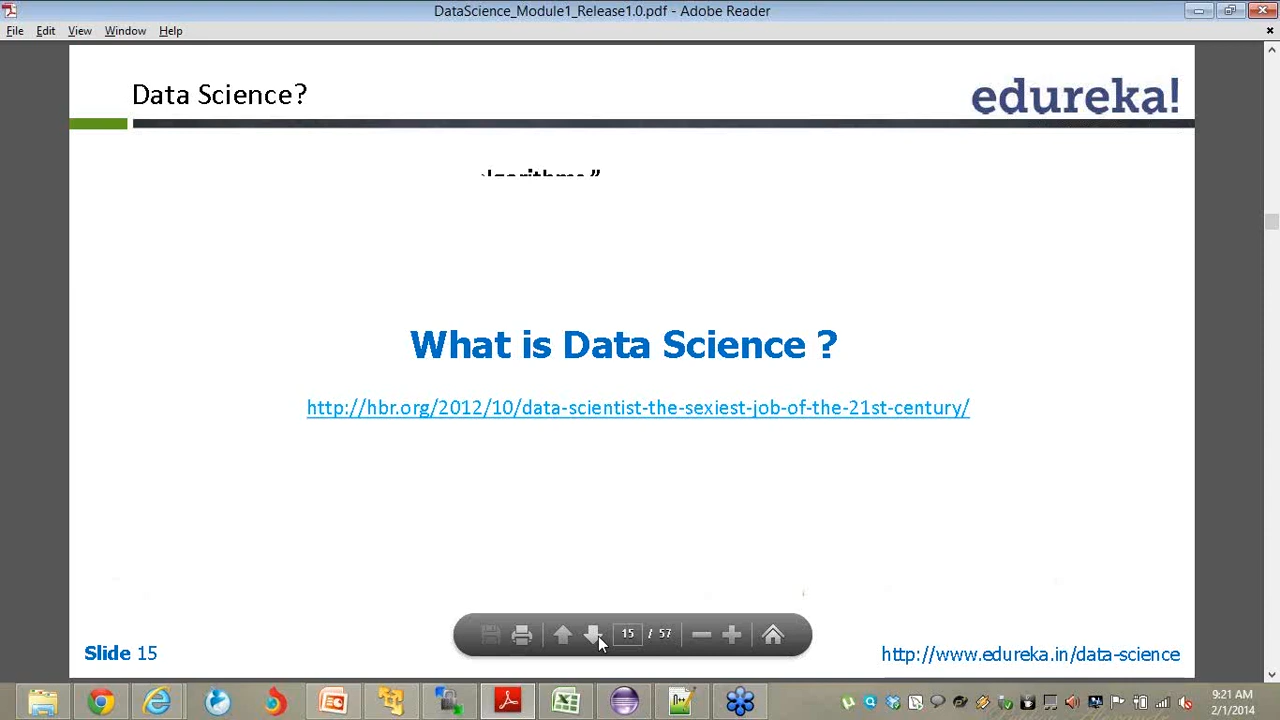 DataScience_Module1_Release1.0.pdf - Adobe Reader
File Edit View Window Help
Data Science?
edureka!
What is Data Science ?
http://hbr.org/2012/10/data-scientist-the-sexiest-job-of-the-21st-century/
15 / 57
Slide 15
http://www.edureka.in/data-science
9:21 AM
2/1/2014